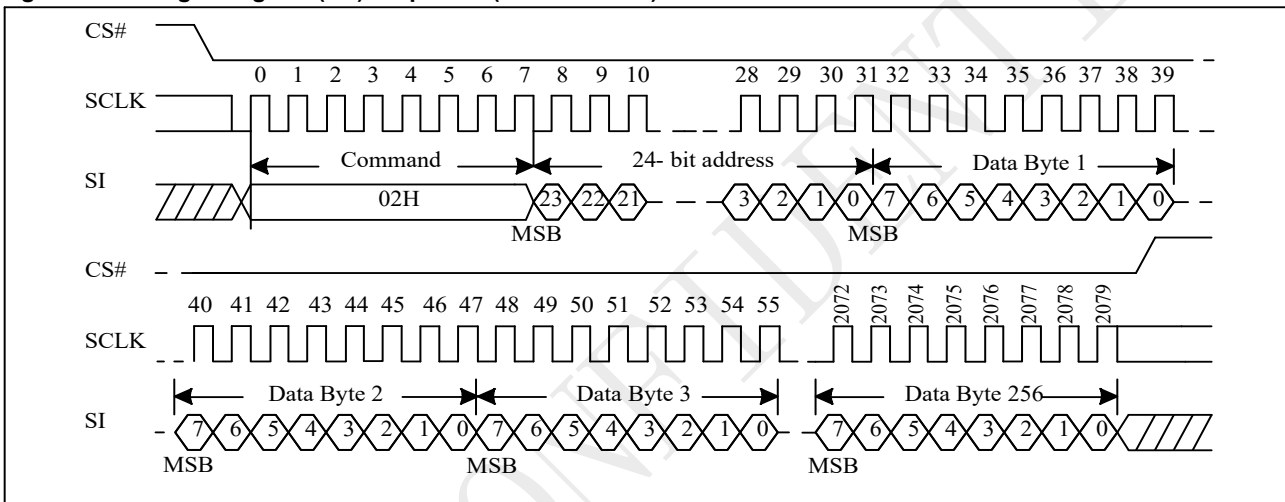 CS#
0 1 2 3 4 5 6 7 8 9 10 28 29 30 31 32 33 34 35 36 37 38 39
SCLK
Command 24- bit address Data Byte 1
SI
02H 23 22 21 3 2 1 0 7 6 5 4 3 2 1 0
MSB MSB
CS#
40 41 42 43 44 45 46 47 48 49 50 51 52 53 54 55 2072 2073 2074 2075 2076 2077 2078 2079
SCLK
Data Byte 2 Data Byte 3 Data Byte 256
SI
7 6 5 4 3 2 1 0 7 6 5 4 3 2 1 0 7 6 5 4 3 2 1 0
MSB MSB MSB